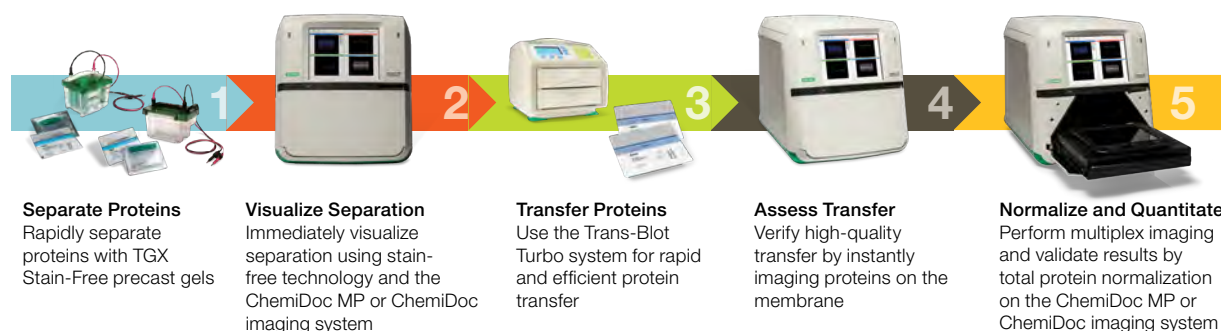 1
2
3
4
5
Separate Proteins
Rapidly separate
proteins with TGX
Stain-Free precast gels
Visualize Separation
Immediately visualize
separation using stain-
free technology and the
ChemiDoc MP or ChemiDoc
imaging system
Transfer Proteins
Use the Trans-Blot
Turbo system for rapid
and efficient protein
transfer
Assess Transfer
Verify high-quality
transfer by instantly
imaging proteins on the
membrane
Normalize and Quantitate
Perform multiplex imaging
and validate results by
total protein normalization
on the ChemiDoc MP or
ChemiDoc imaging system